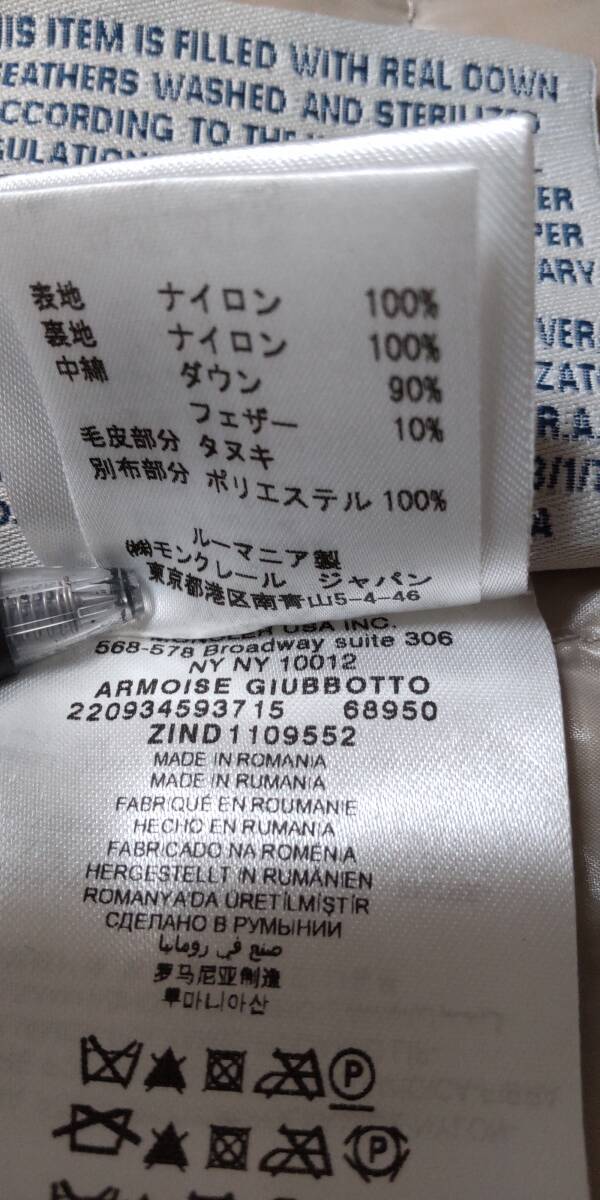 IS ITEM IS FILLED WITH REAL DOWN
EATHERS WASHED AND STERILIZED
CCORDING TO THE
表地 ナイロン 100%
裏地 ナイロン 100%
中綿 ダウン 90%
フェザー 10%
毛皮部分 タヌキ
別布部分 ポリエステル 100%
ルーマニア製
㈱モンクレール ジャパン
東京都港区南青山5-4-46
MONCLER USA INC.
568-578 Broadway suite 306
NY NY 10012
ARMOISE GIUBBOTTO
220934593715 68950
ZIND1109552
MADE IN ROMANIA
MADE IN RUMANIA
FABRIQUÉ EN ROUMANIE
HECHO EN RUMANIA
FABRICADO NA ROMÉNIA
HERGESTELLT IN RUMÄNIEN
ROMANYA'DA ÜRETİLMİŞTİR
СДЕЛАНО В РУМЫНИИ
صنع في رومانيا
罗马尼亚制造
루마니아산
P
P